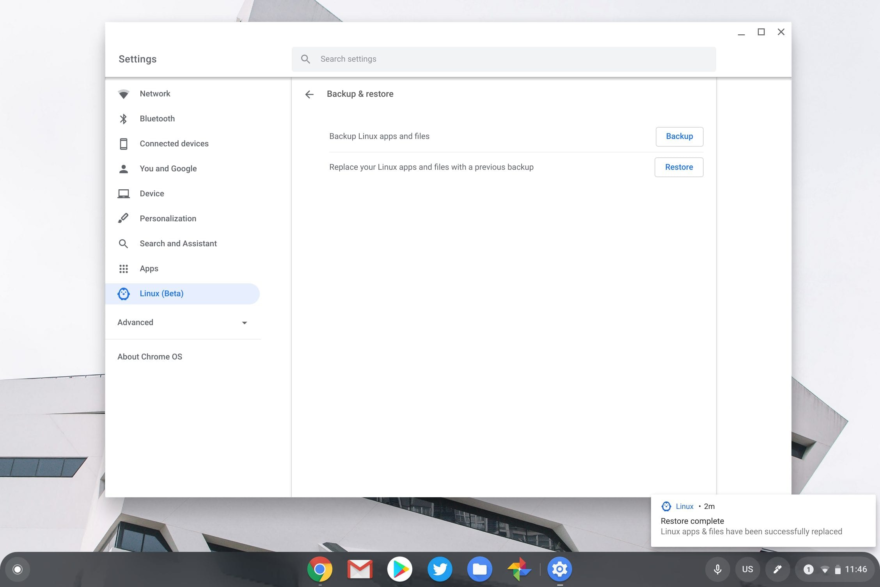 Settings
Search settings
Network
Bluetooth
Connected devices
You and Google
Device
Personalization
Search and Assistant
Apps
Linux (Beta)
Advanced
About Chrome OS
Backup & restore
Backup Linux apps and files
Backup
Replace your Linux apps and files with a previous backup
Restore
Linux • 2m
Restore complete
Linux apps & files have been successfully replaced
US
1
11:46